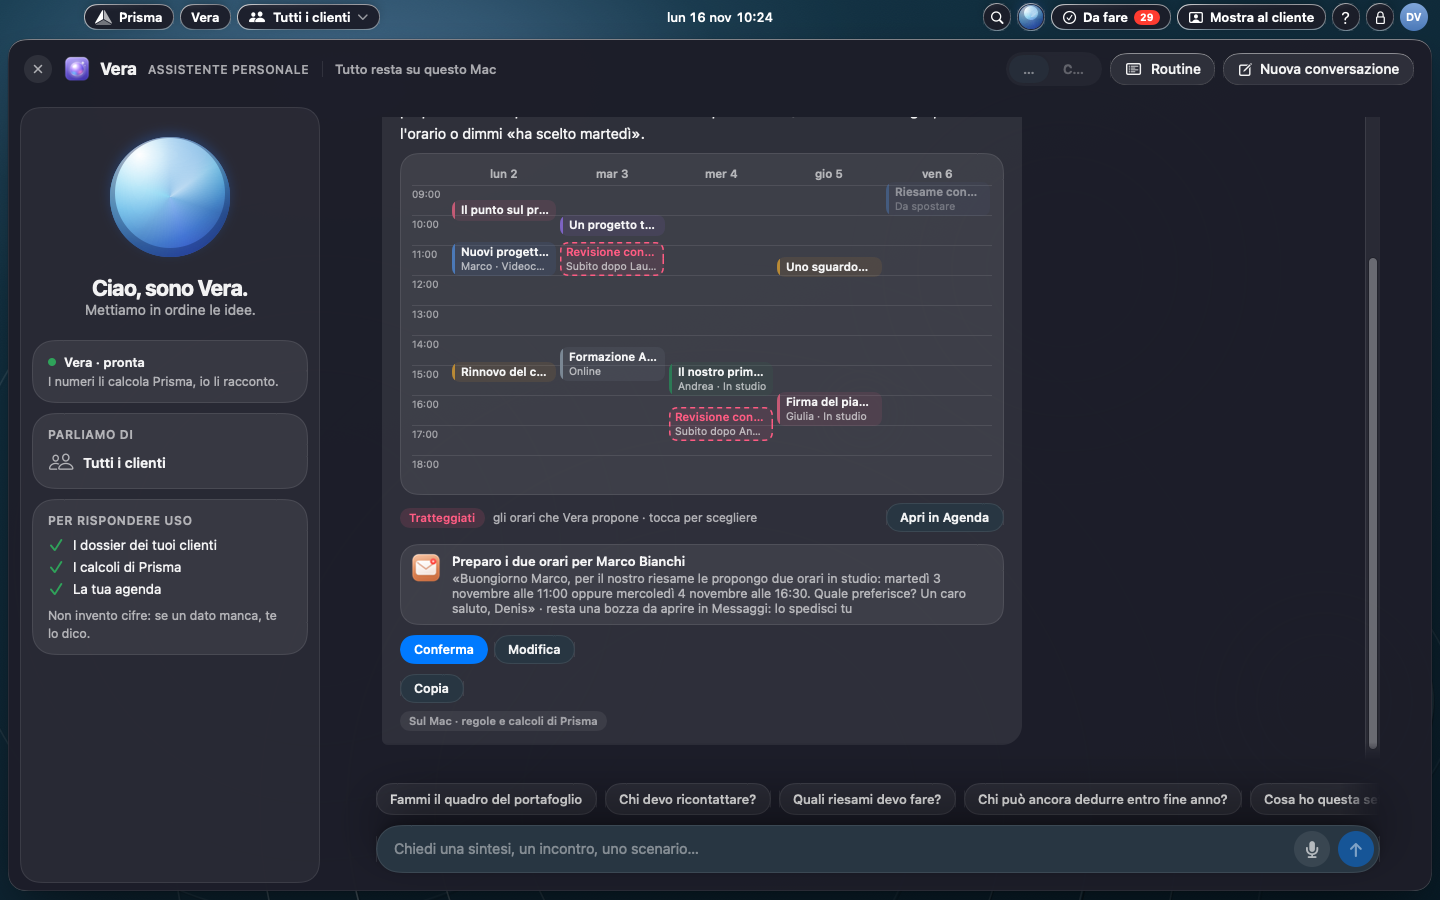 Prisma
Vera
Tutti i clienti
lun 16 nov 10:24
Da fare 29
Mostra al cliente
?
DV
Vera ASSISTENTE PERSONALE
Tutto resta su questo Mac
...
C...
Routine
Nuova conversazione
Ciao, sono Vera.
Mettiamo in ordine le idee.
Vera · pronta
I numeri li calcola Prisma, io li racconto.
PARLIAMO DI
Tutti i clienti
PER RISPONDERE USO
I dossier dei tuoi clienti
I calcoli di Prisma
La tua agenda
Non invento cifre: se un dato manca, te
lo dico.
l'orario o dimmi «ha scelto martedì».
lun 2
mar 3
mer 4
gio 5
ven 6
09:00
10:00
11:00
12:00
13:00
14:00
15:00
16:00
17:00
18:00
Il punto sul pr...
Nuovi progett...
Marco · Videoc...
Rinnovo del c...
Un progetto t...
Revisione con...
Subito dopo Lau...
Formazione A...
Online
Il nostro prim...
Andrea · In studio
Revisione con...
Subito dopo An...
Uno sguardo...
Firma del pia...
Giulia · In studio
Riesame con...
Da spostare
Tratteggiati
gli orari che Vera propone · tocca per scegliere
Apri in Agenda
Preparo i due orari per Marco Bianchi
«Buongiorno Marco, per il nostro riesame le propongo due orari in studio: martedì 3
novembre alle 11:00 oppure mercoledì 4 novembre alle 16:30. Quale preferisce? Un caro
saluto, Denis» · resta una bozza da aprire in Messaggi: lo spedisci tu
Conferma
Modifica
Copia
Sul Mac · regole e calcoli di Prisma
Fammi il quadro del portafoglio
Chi devo ricontattare?
Quali riesami devo fare?
Chi può ancora dedurre entro fine anno?
Cosa ho questa se
Chiedi una sintesi, un incontro, uno scenario...